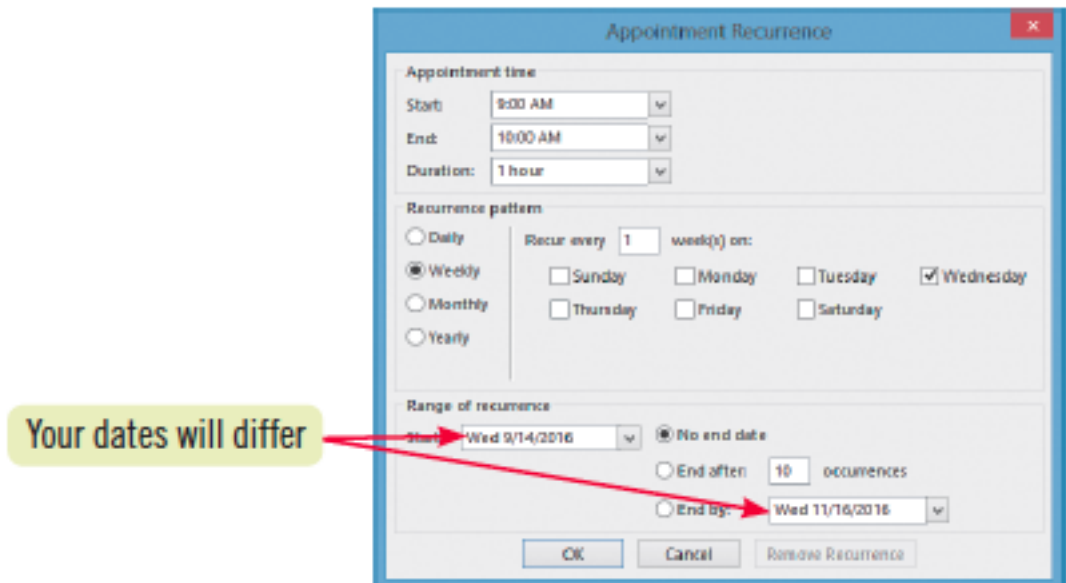 Appointment Recurrence
Appointment time
Start: 9:00 AM
End: 10:00 AM
Duration: 1 hour
Recurrence pattern
Daily Recur every 1 week(s) on:
Weekly Sunday Monday Tuesday Wednesday
Monthly Thursday Friday Saturday
Yearly
Range of recurrence
Your dates will differ
Start: Wed 9/14/2016 No end date
End after: 10 occurrences
End by: Wed 11/16/2016
OK Cancel Remove Recurrence